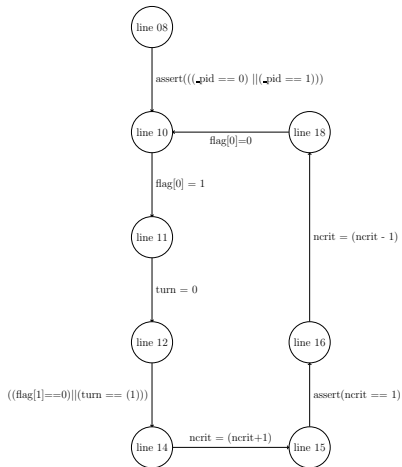 line 08
assert(((_pid == 0) ||(_pid == 1)))
line 10
line 18
flag[0]=0
flag[0] = 1
line 11
ncrit = (ncrit - 1)
turn = 0
line 12
line 16
((flag[1]==0)||(turn == (1)))
assert(ncrit == 1)
ncrit = (ncrit+1)
line 14
line 15